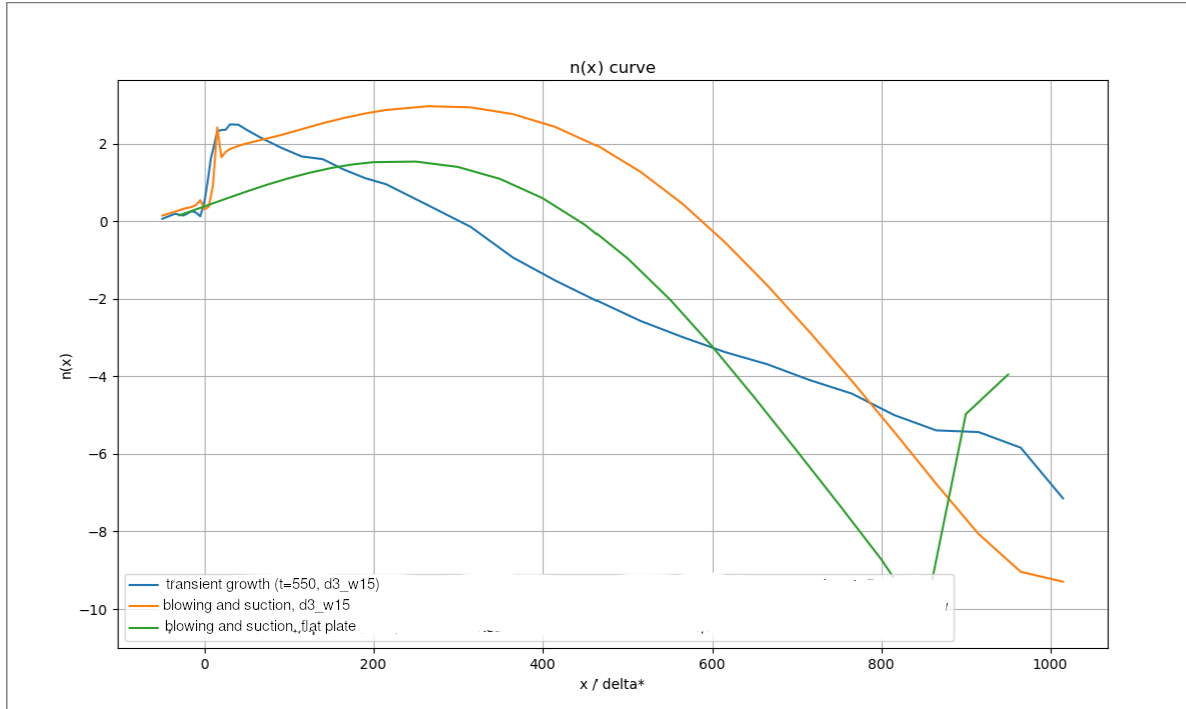 n(x) curve
2
0
−2
−4
−6
−8
−10
n(x)
transient growth (t=550, d3_w15)
blowing and suction, d3_w15
blowing and suction, flat plate
0
200
400
600
800
1000
x / delta*